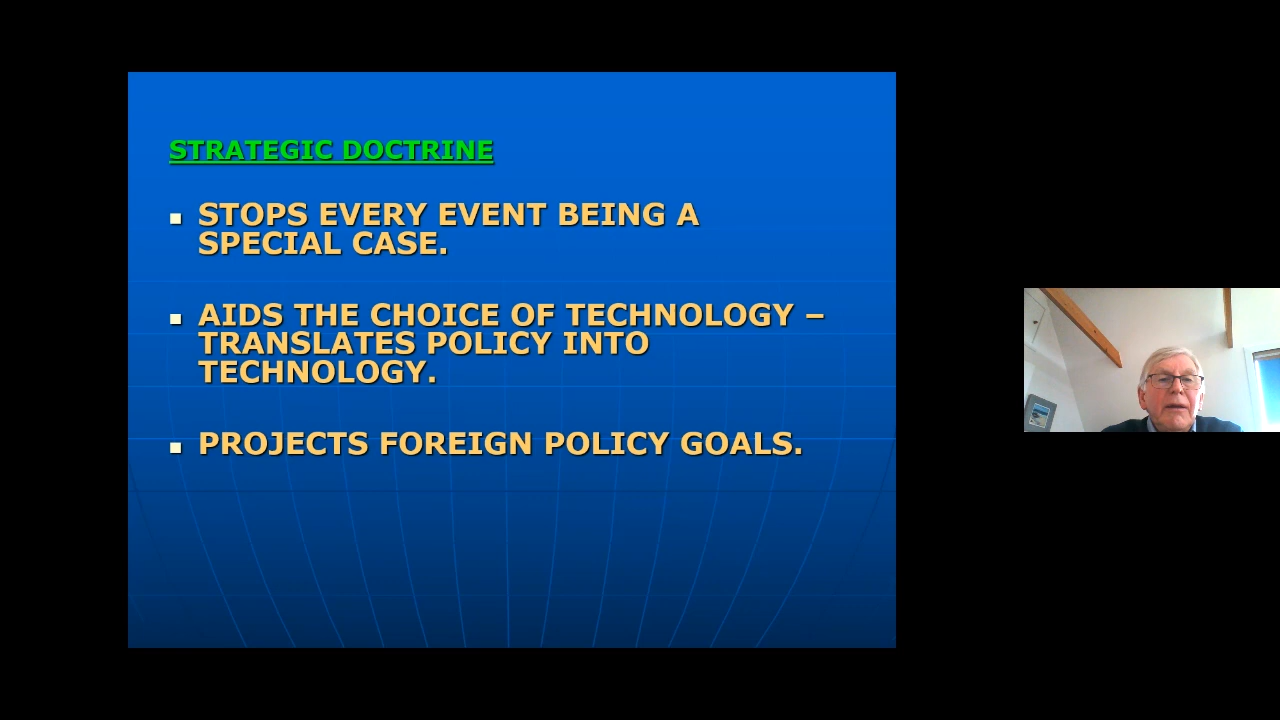 STRATEGIC DOCTRINE
STOPS EVERY EVENT BEING A
SPECIAL CASE.
AIDS THE CHOICE OF TECHNOLOGY –
TRANSLATES POLICY INTO
TECHNOLOGY.
PROJECTS FOREIGN POLICY GOALS.